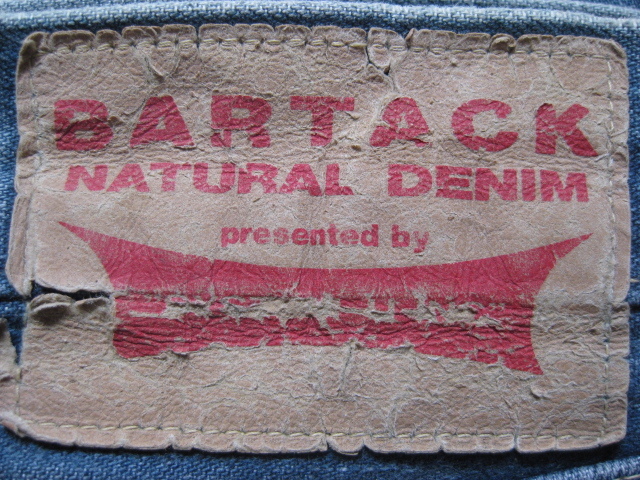 BARTACK
NATURAL DENIM
presented by